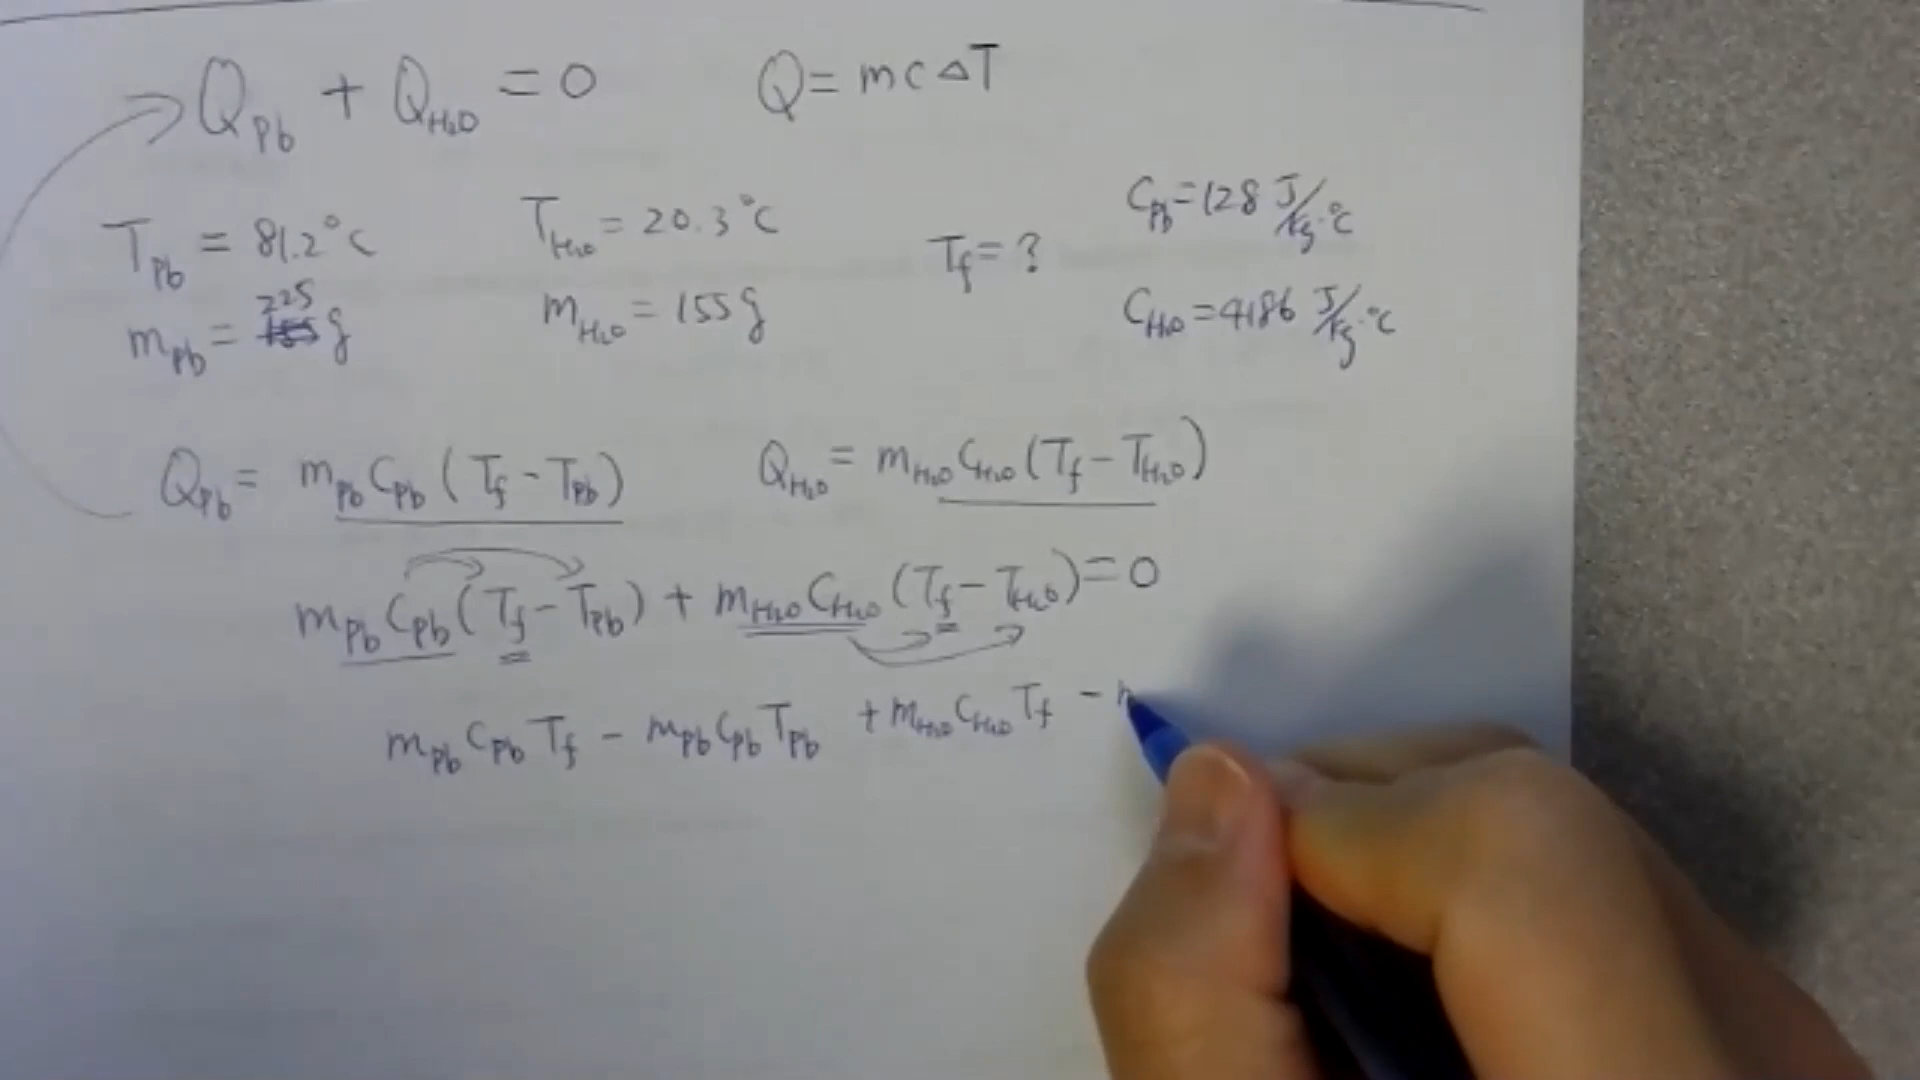 Q_Pb + Q_H₂O = 0 Q = mc△T
T_Pb = 81.2°C T_H₂O = 20.3°C T_f = ? C_Pb = 128 J/kg·°C
m_Pb = 225 g m_H₂O = 155 g C_H₂O = 4186 J/kg·°C
Q_Pb = m_Pb C_Pb (T_f - T_Pb) Q_H₂O = m_H₂O C_H₂O (T_f - T_H₂O)
m_Pb C_Pb (T_f - T_Pb) + m_H₂O C_H₂O (T_f - T_H₂O) = 0
m_Pb C_Pb T_f - m_Pb C_Pb T_Pb + m_H₂O C_H₂O T_f -